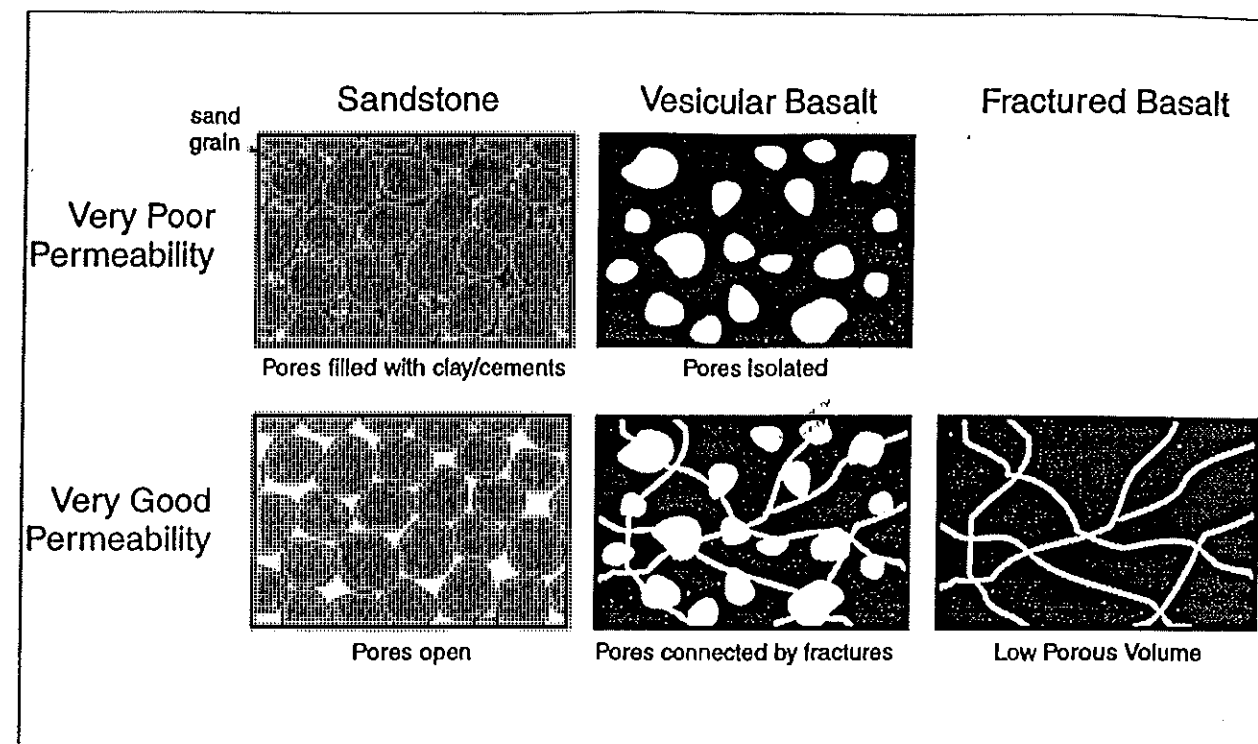 Sandstone
Vesicular Basalt
Fractured Basalt
sand
grain
Very Poor
Permeability
Pores filled with clay/cements
Pores isolated
Very Good
Permeability
Pores open
Pores connected by fractures
Low Porous Volume